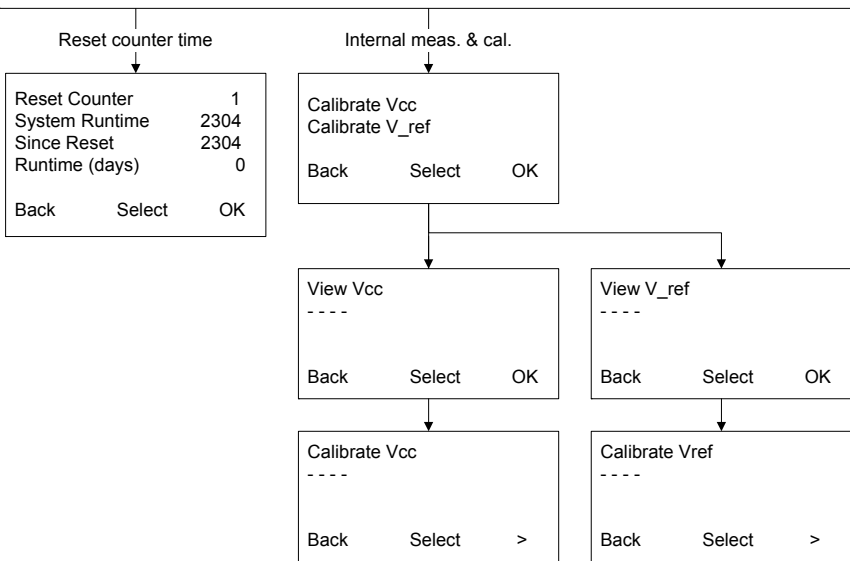 Reset counter time
Reset Counter 1
System Runtime 2304
Since Reset 2304
Runtime (days) 0
Back Select OK
Internal meas. & cal.
Calibrate Vcc
Calibrate V_ref
Back Select OK
View Vcc
- - - -
Back Select OK
View V_ref
- - - -
Back Select OK
Calibrate Vcc
- - - -
Back Select >
Calibrate Vref
- - - -
Back Select >